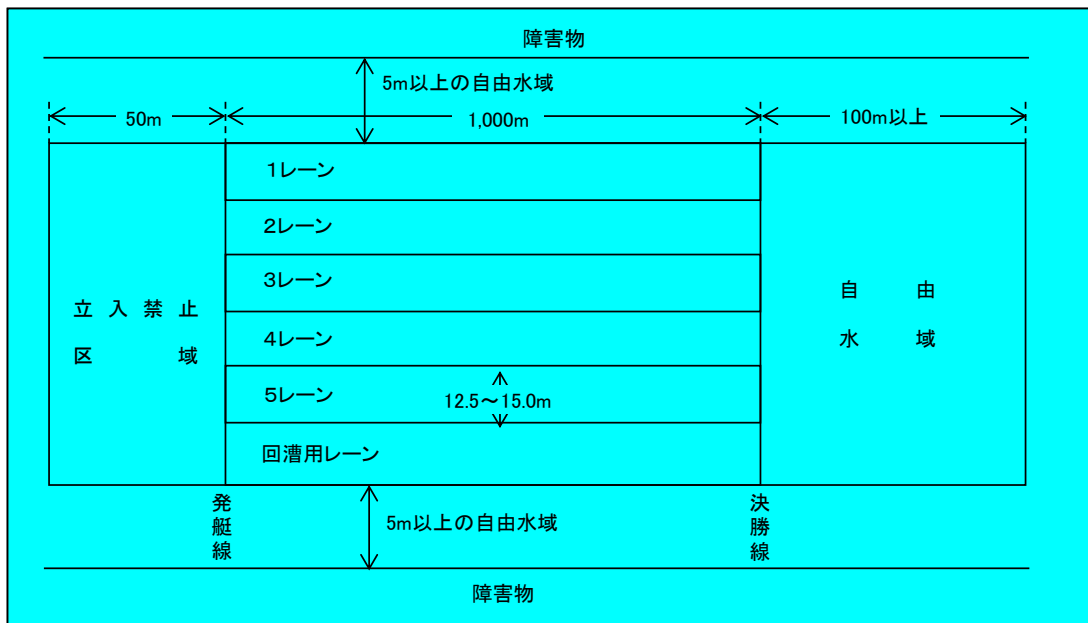 障害物
5m以上の自由水域
50m
1,000m
100m以上
1レーン
2レーン
3レーン
4レーン
5レーン
12.5～15.0m
回漕用レーン
立入禁止
区域
自由
水域
発艇線
5m以上の自由水域
決勝線
障害物